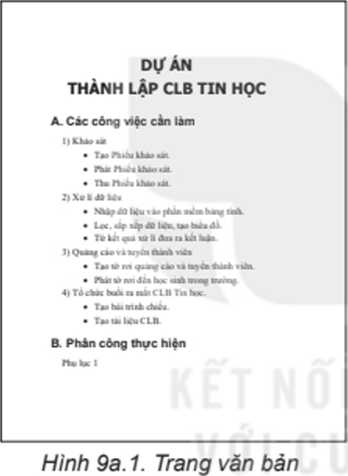 DỰ ÁN
THÀNH LẬP CLB TIN HỌC
A. Các công việc cần làm
1) Khảo sát
• Tạo Phiếu khảo sát.
• Phát Phiếu khảo sát.
• Thu Phiếu khảo sát.
2) Xử lí dữ liệu
• Nhập dữ liệu vào phần mềm bảng tính.
• Lọc, sắp xếp dữ liệu, tạo biểu đồ.
• Từ kết quả xử lí đưa ra kết luận.
3) Quảng cáo và tuyển thành viên
• Tạo tờ rơi quảng cáo và tuyển thành viên.
• Phát tờ rơi đến học sinh trong trường.
4) Tổ chức buổi ra mắt CLB Tin học.
• Tạo bài trình chiếu.
• Tạo tài liệu CLB.
B. Phân công thực hiện
Phụ lục 1
KẾT NỐI
VỚI CU
Hình 9a.1. Trang văn bản